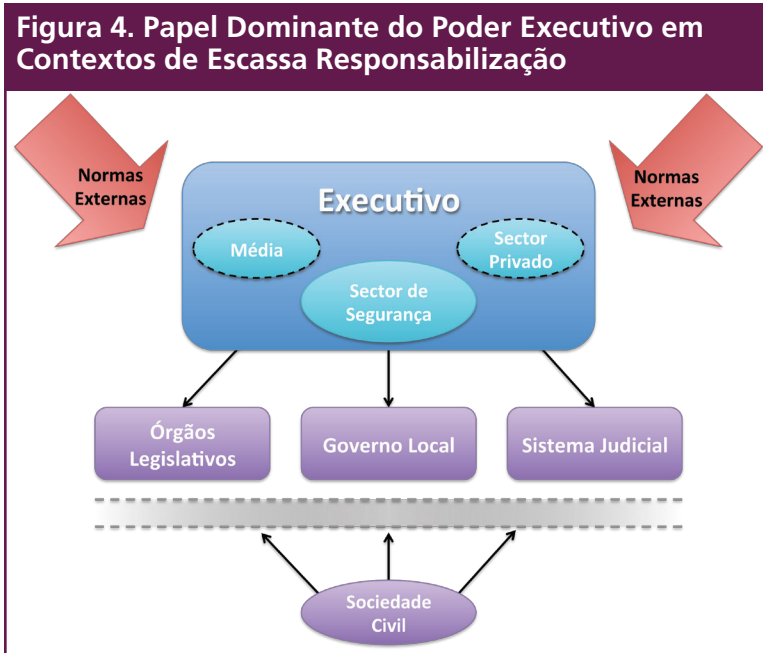 Figura 4. Papel Dominante do Poder Executivo em
Contextos de Escassa Responsabilização
Normas
Externas
Normas
Externas
Executivo
Média
Sector
Privado
Sector de
Segurança
Órgãos
Legislativos
Governo Local
Sistema Judicial
Sociedade
Civil